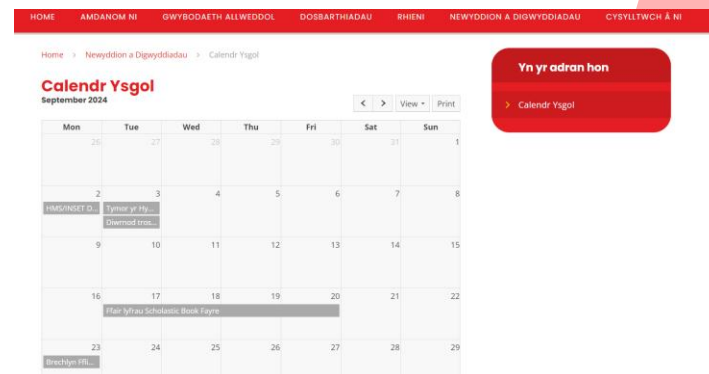 HOME AMDANOM NI GWYBODAETH ALLWEDDOL DOSBARTHIADAU RHIENI NEWYDDION A DIGWYDDIADAU CYSYLLTWCH Â NI
Home > Newyddion a Digwyddiadau > Calendr Ysgol
Calendr Ysgol
September 2024
< > View Print
Mon Tue Wed Thu Fri Sat Sun
26 27 28 29 30 31 1
2 3 4 5 6 7 8
HMS/INSET D... Tymor yr Hy...
Diwrnod tros...
9 10 11 12 13 14 15
16 17 18 19 20 21 22
Ffair lyfrau Scholastic Book Fayre
23 24 25 26 27 28 29
Brechlyn Ffli...
Yn yr adran hon
> Calendr Ysgol